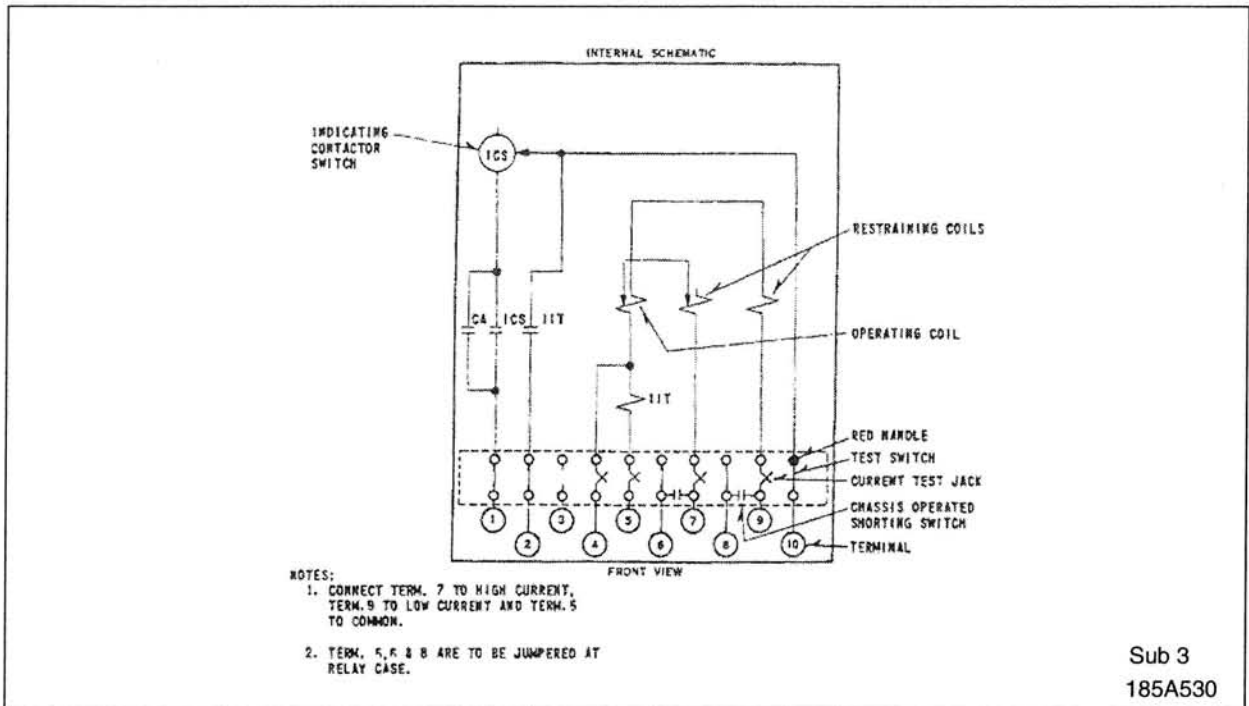 INTERNAL SCHEMATIC
INDICATING
CONTACTOR
SWITCH
ICS
RESTRAINING COILS
CA ICS IIT
OPERATING COIL
IIT
RED HANDLE
TEST SWITCH
CURRENT TEST JACK
CHASSIS OPERATED
SHORTING SWITCH
1 3 5 7 9
2 4 6 8 10
TERMINAL
FRONT VIEW
NOTES:
1. CONNECT TERM. 7 TO HIGH CURRENT,
TERM. 9 TO LOW CURRENT AND TERM. 5
TO COMMON.
2. TERM. 5,6 & 8 ARE TO BE JUMPERED AT
RELAY CASE.
Sub 3
185A530